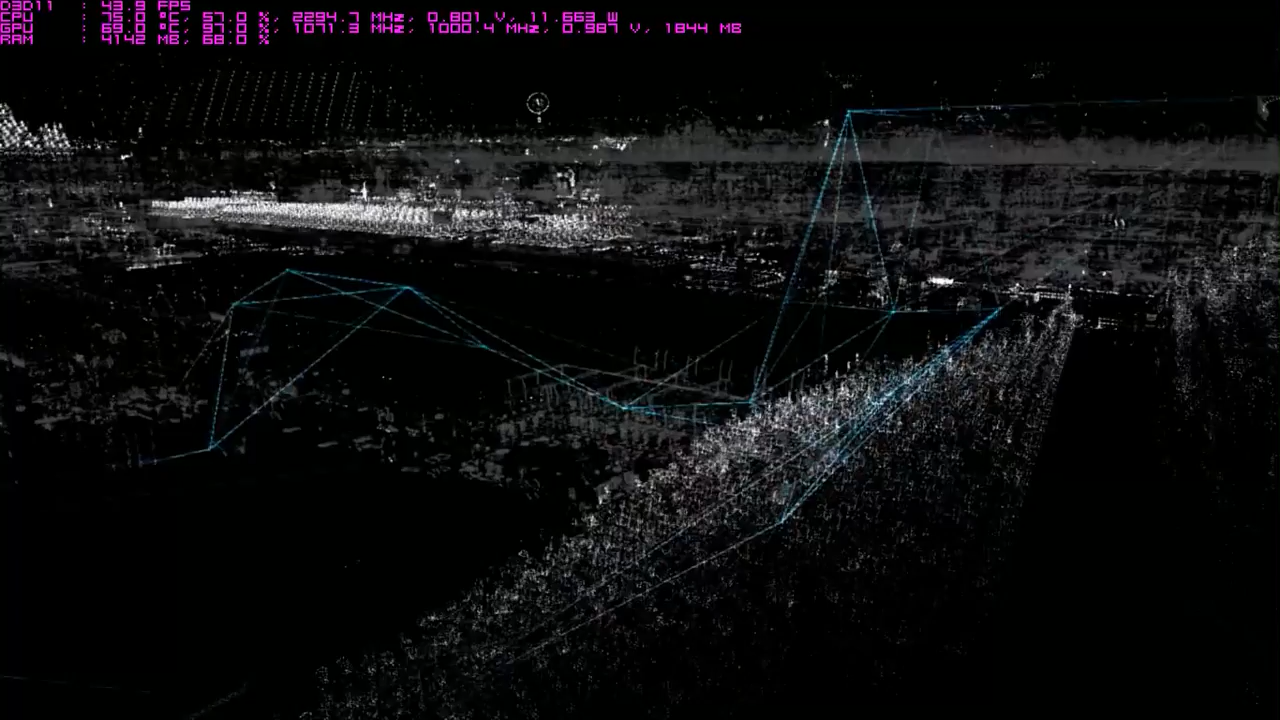 D3D11 : 43.9 FPS
CPU : 75.0 °C, 57.0 %, 2294.7 MHz, 0.801 V, 11.663 W
GPU : 69.0 °C, 97.0 %, 1071.3 MHz, 1000.4 MHz, 0.987 V, 1844 MB
RAM : 4142 MB, 68.0 %